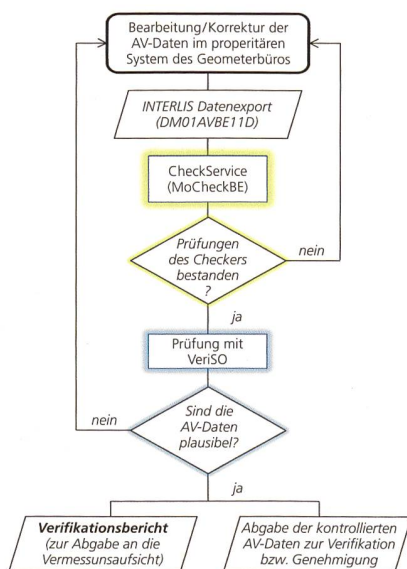 Bearbeitung/Korrektur der
AV-Daten im properitären
System des Geometerbüros
INTERLIS Datenexport
(DM01AVBE11D)
CheckService
(MoCheckBE)
Prüfungen
des Checkers
bestanden
?
nein
ja
Prüfung mit
VeriSO
nein
Sind die
AV-Daten
plausibel?
ja
Verifikationsbericht
(zur Abgabe an die
Vermessunsaufsicht)
Abgabe der kontrollierten
AV-Daten zur Verifikation
bzw. Genehmigung